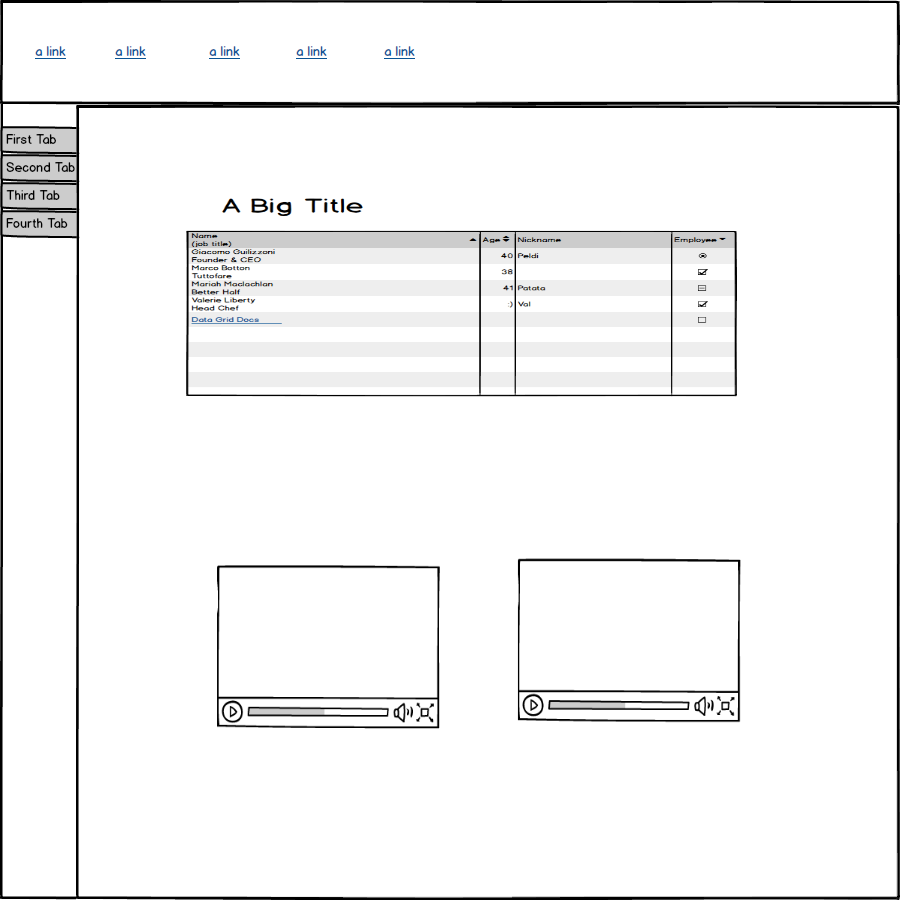 a link a link a link a link a link
First Tab
Second Tab
Third Tab
Fourth Tab
A Big Title
Name
(job title) Age Nickname Employee
Giacomo Guilizzoni
Founder & CEO 40 Peldi
Marco Botton
Tuttofare 38
Mariah Maclachlan
Better Half 41 Patata
Valerie Liberty
Head Chef :) Val
Data Grid Docs